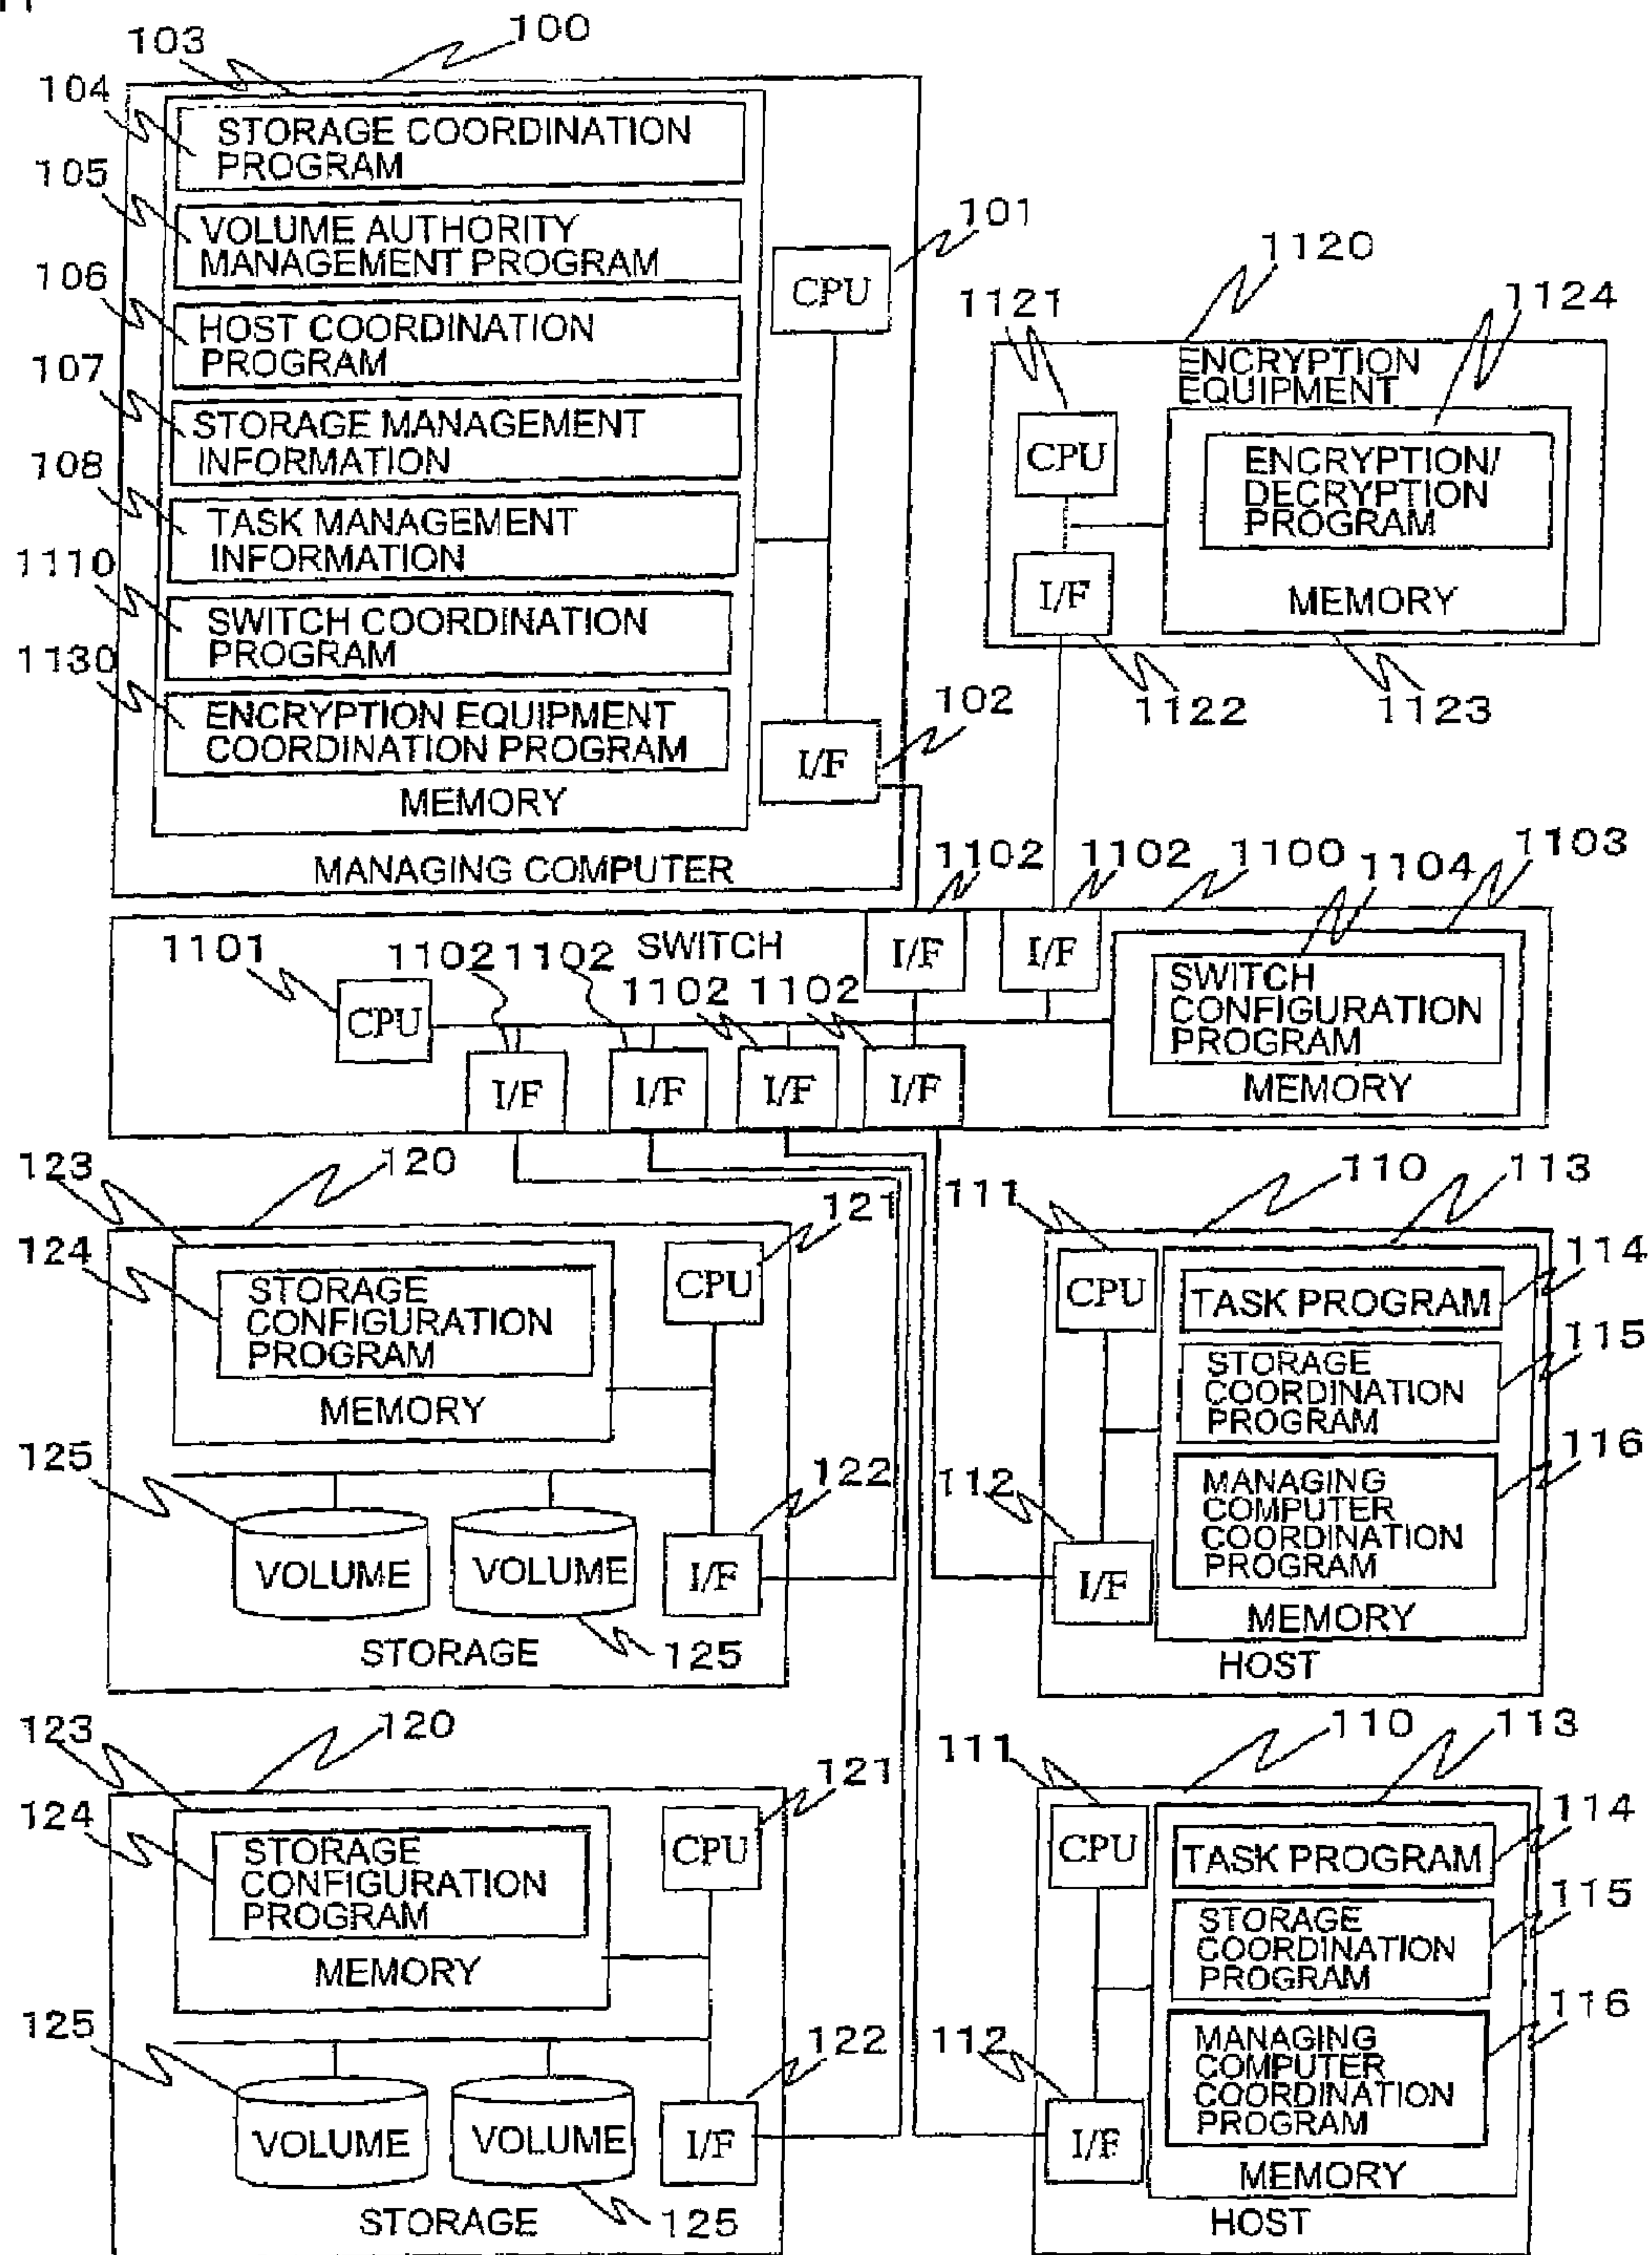 100
103
104
STORAGE COORDINATION
PROGRAM
105
VOLUME AUTHORITY
MANAGEMENT PROGRAM
101
CPU
106
HOST COORDINATION
PROGRAM
107
STORAGE MANAGEMENT
INFORMATION
108
TASK MANAGEMENT
INFORMATION
1110
SWITCH COORDINATION
PROGRAM
1130
ENCRYPTION EQUIPMENT
COORDINATION PROGRAM
102
I/F
MEMORY
MANAGING COMPUTER
1120
1121
1124
ENCRYPTION
EQUIPMENT
CPU
ENCRYPTION/
DECRYPTION
PROGRAM
I/F
MEMORY
1122
1123
1102
1102
1100
1104
1103
SWITCH
I/F
I/F
1101
1102
1102
1102
1102
CPU
SWITCH
CONFIGURATION
PROGRAM
I/F
I/F
I/F
I/F
MEMORY
123
120
121
124
STORAGE
CONFIGURATION
PROGRAM
CPU
MEMORY
125
122
VOLUME
VOLUME
I/F
STORAGE
125
111
110
113
CPU
TASK PROGRAM
114
STORAGE
COORDINATION
PROGRAM
115
112
MANAGING
COMPUTER
COORDINATION
PROGRAM
116
I/F
MEMORY
HOST
123
120
121
124
STORAGE
CONFIGURATION
PROGRAM
CPU
MEMORY
125
122
VOLUME
VOLUME
I/F
STORAGE
125
111
110
113
CPU
TASK PROGRAM
114
STORAGE
COORDINATION
PROGRAM
115
112
MANAGING
COMPUTER
COORDINATION
PROGRAM
116
I/F
MEMORY
HOST